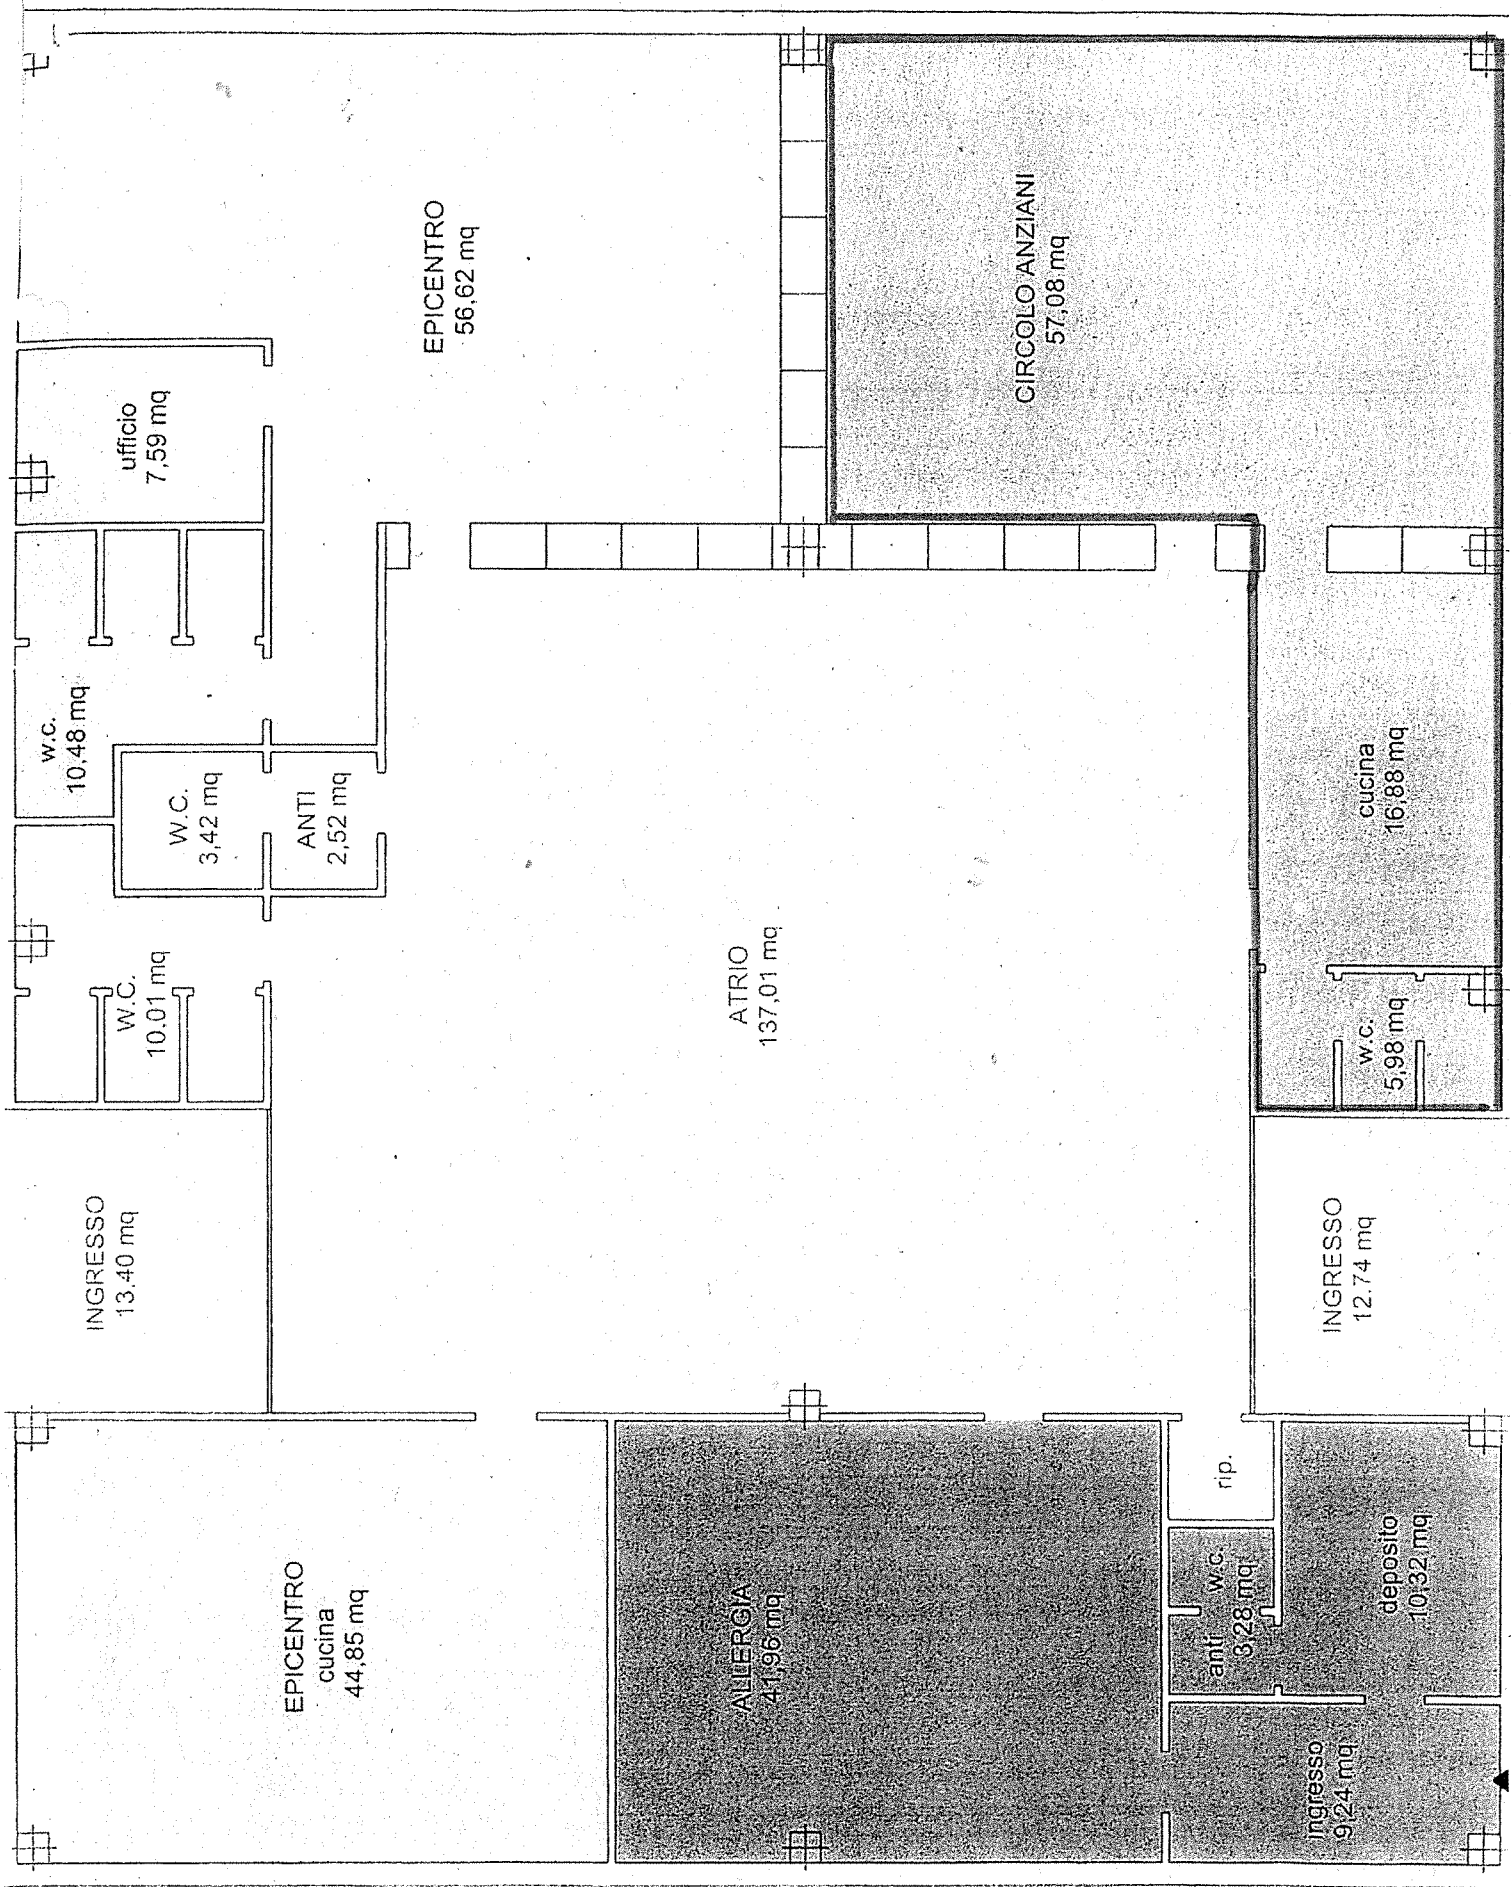 EPICENTRO
56,62 mq
CIRCOLO ANZIANI
57,08 mq
ufficio
7,59 mq
w.c.
10,48 mq
W.C.
3,42 mq
ANTI
2,52 mq
W.C.
10.01 mq
ATRIO
137,01 mq
cucina
16,88 mq
w.c.
5,98 mq
INGRESSO
13.40 mq
INGRESSO
12.74 mq
EPICENTRO
cucina
44,85 mq
ALLERGIA
41,96 mq
rip.
anti w.c.
3,28 mq
deposito
10,32 mq
ingresso
9,24 mq